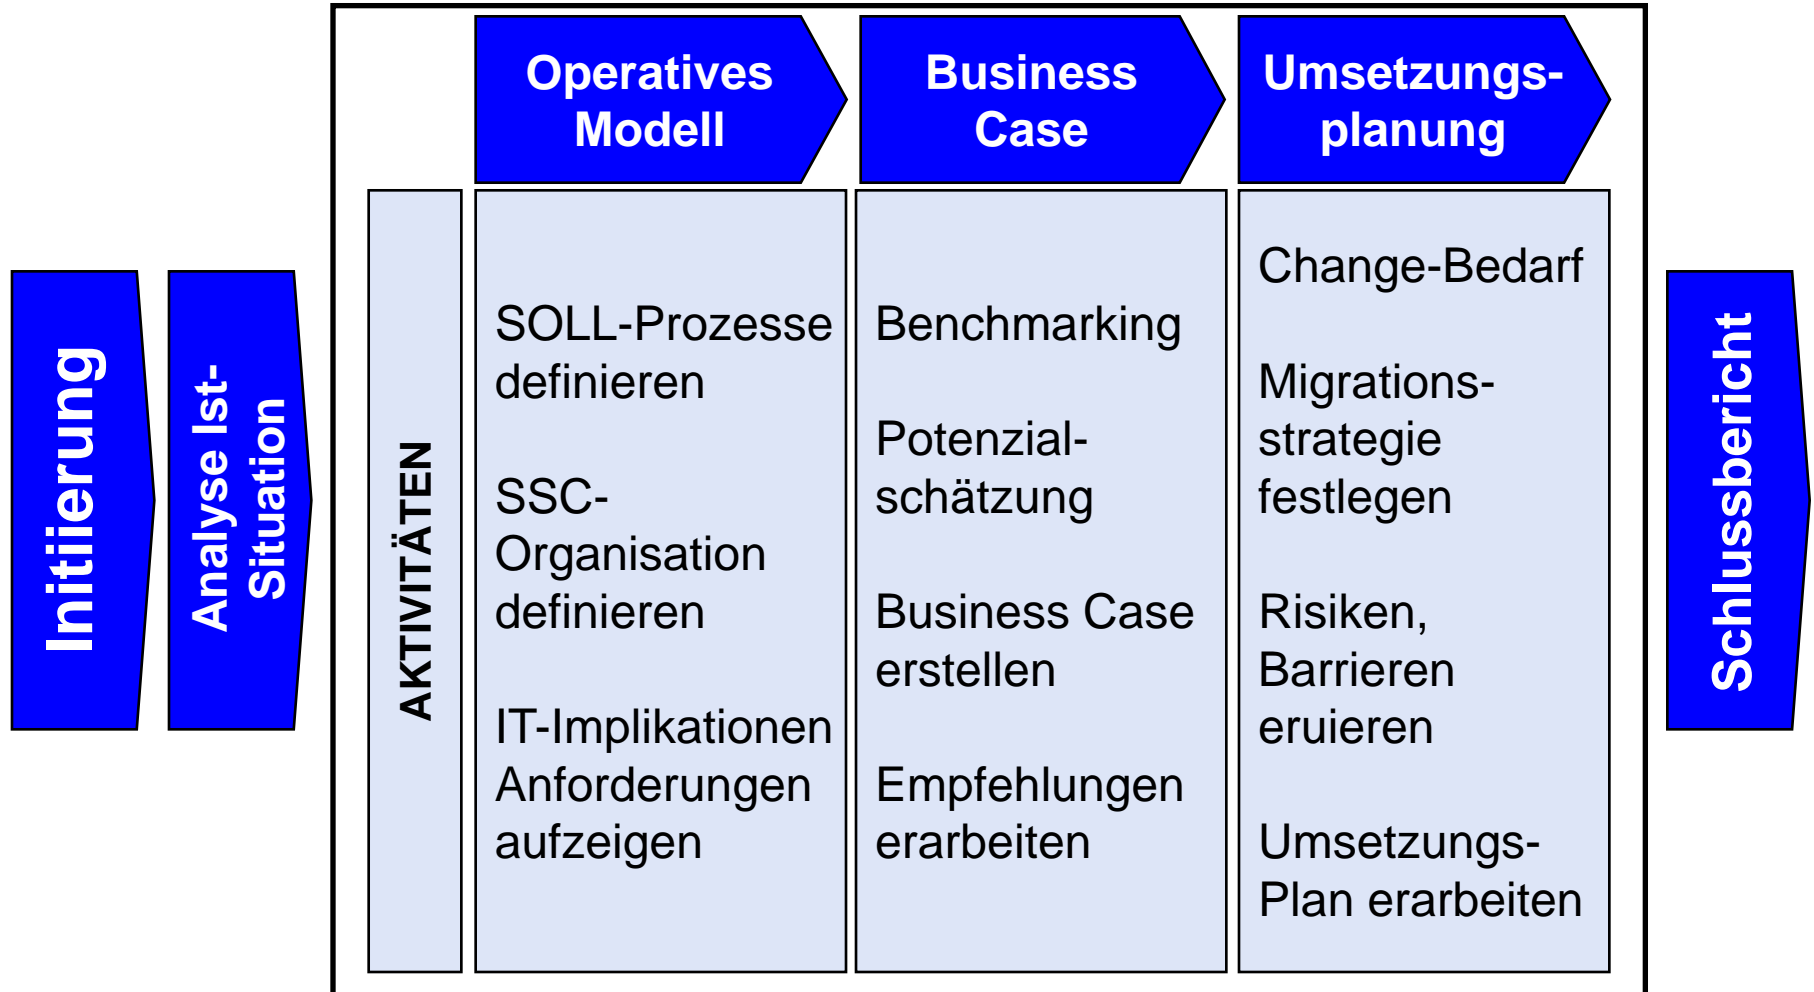 Initiierung
Analyse Ist-
Situation
Operatives
Modell
Business
Case
Umsetzungs-
planung
AKTIVITÄTEN
SOLL-Prozesse
definieren
SSC-
Organisation
definieren
IT-Implikationen
Anforderungen
aufzeigen
Benchmarking
Potenzial-
schätzung
Business Case
erstellen
Empfehlungen
erarbeiten
Change-Bedarf
Migrations-
strategie
festlegen
Risiken,
Barrieren
eruieren
Umsetzungs-
Plan erarbeiten
Schlussbericht